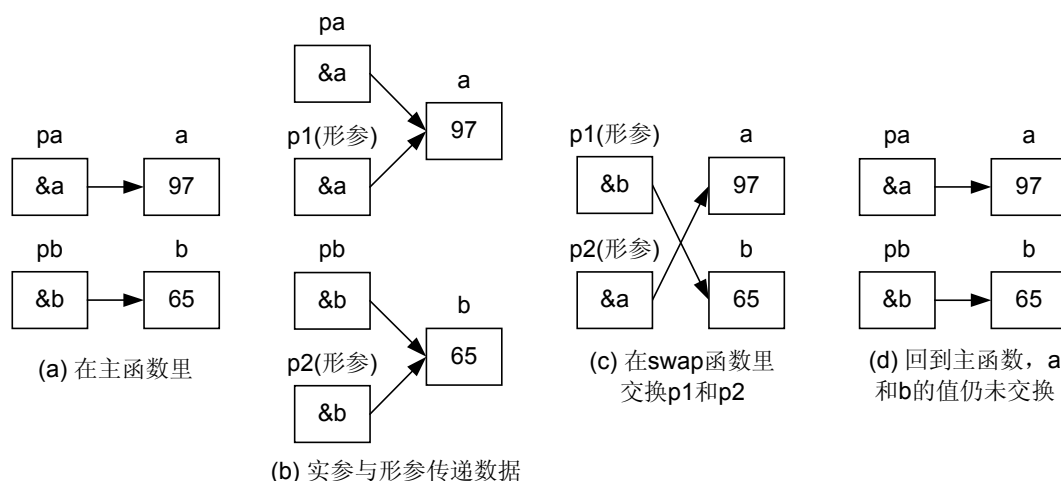 pa
a
&a
97
pb
b
&b
65
(a) 在主函数里
pa
&a
a
p1(形参)
97
&a
pb
&b
b
p2(形参)
65
&b
(b) 实参与形参传递数据
p1(形参)
a
&b
97
p2(形参)
b
&a
65
(c) 在swap函数里
交换p1和p2
pa
a
&a
97
pb
b
&b
65
(d) 回到主函数，a
和b的值仍未交换